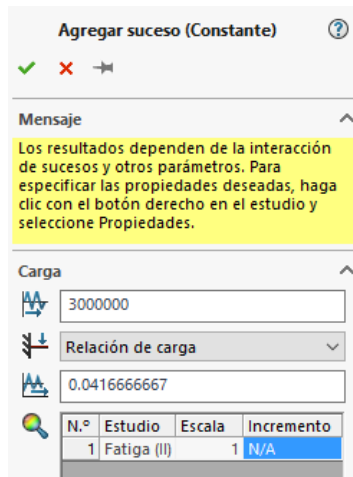 Agregar suceso (Constante)
Mensaje
Los resultados dependen de la interacción
de sucesos y otros parámetros. Para
especificar las propiedades deseadas, haga
clic con el botón derecho en el estudio y
seleccione Propiedades.
Carga
3000000
Relación de carga
0.0416666667
N.º Estudio Escala Incremento
1 Fatiga (II) 1 N/A